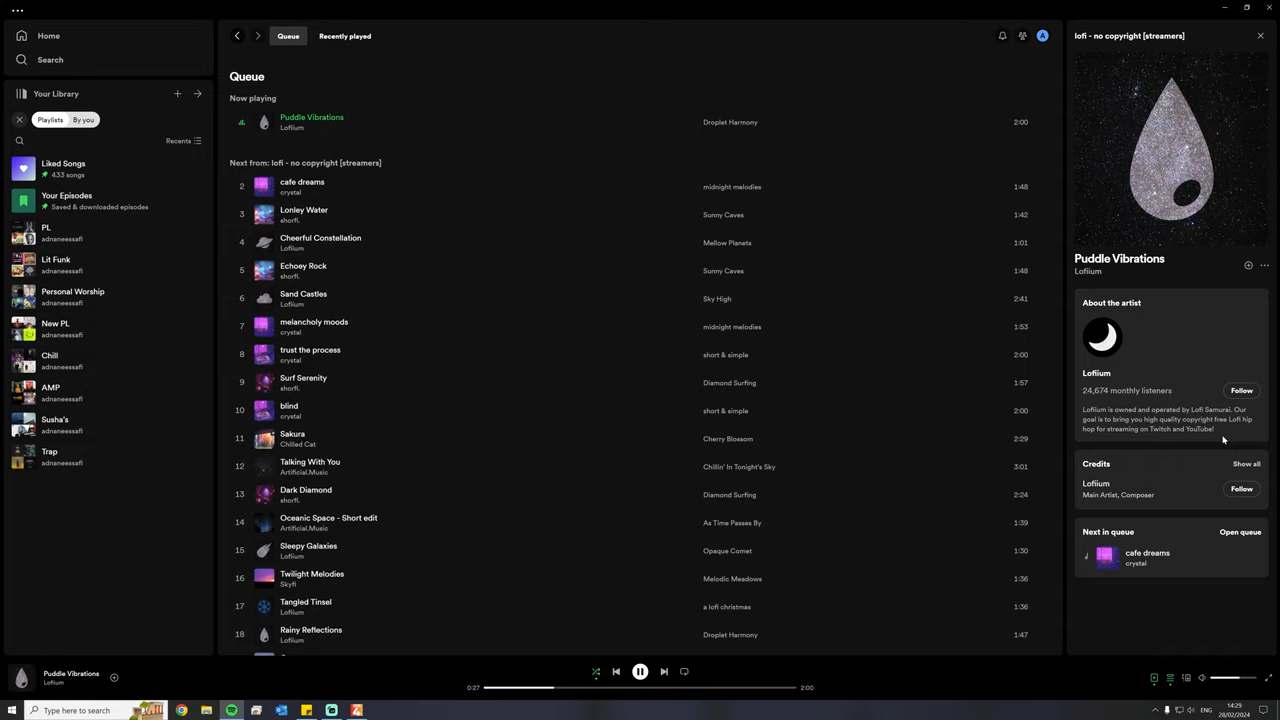 Home
Search
Your Library
Playlists
By you
Recents
Liked Songs
433 songs
Your Episodes
Saved & downloaded episodes
PL
adnaneessafi
Lit Funk
adnaneessafi
Personal Worship
adnaneessafi
New PL
adnaneessafi
Chill
adnaneessafi
AMP
adnaneessafi
Susha's
adnaneessafi
Trap
adnaneessafi
Queue
Recently played
A
Queue
Now playing
Puddle Vibrations
Lofiium
Droplet Harmony
2:00
Next from: lofi - no copyright [streamers]
2 cafe dreams midnight melodies 1:48
crystal
3 Lonley Water Sunny Caves 1:42
shorfi.
4 Cheerful Constellation Mellow Planets 1:01
Lofiium
5 Echoey Rock Sunny Caves 1:48
shorfi.
6 Sand Castles Sky High 2:41
Lofiium
7 melancholy moods midnight melodies 1:53
crystal
8 trust the process short & simple 2:00
crystal
9 Surf Serenity Diamond Surfing 1:57
shorfi.
10 blind short & simple 2:00
crystal
11 Sakura Cherry Blossom 2:29
Chilled Cat
12 Talking With You Chillin' In Tonight's Sky 3:01
Artificial.Music
13 Dark Diamond Diamond Surfing 2:24
shorfi.
14 Oceanic Space - Short edit As Time Passes By 1:39
Artificial.Music
15 Sleepy Galaxies Opaque Comet 1:30
Lofiium
16 Twilight Melodies Melodic Meadows 1:36
Skyfi
17 Tangled Tinsel a lofi christmas 1:36
Lofiium
18 Rainy Reflections Droplet Harmony 1:47
Lofiium
lofi - no copyright [streamers]
Puddle Vibrations
Lofiium
About the artist
Lofiium
24,674 monthly listeners
Follow
Lofiium is owned and operated by Lofi Samurai. Our
goal is to bring you high quality copyright free Lofi hip
hop for streaming on Twitch and YouTube!
Credits
Show all
Lofiium
Main Artist, Composer
Follow
Next in queue
Open queue
cafe dreams
crystal
Puddle Vibrations
Lofiium
0:27
2:00
Type here to search
ENG
14:29
28/02/2024